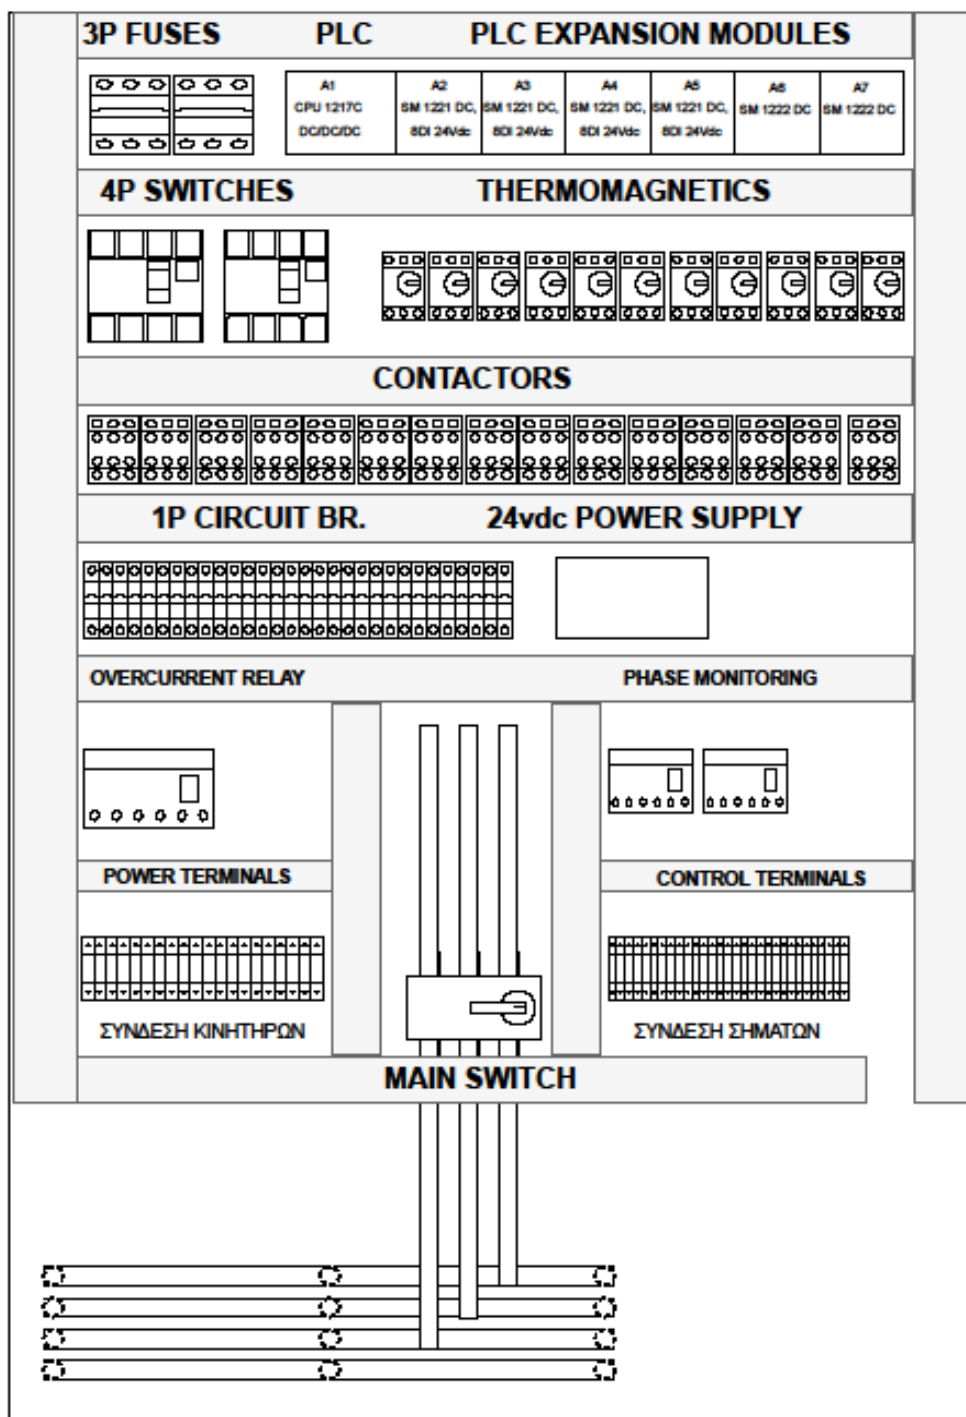 3P FUSES PLC PLC EXPANSION MODULES
A1 A2 A3 A4 A5 A6 A7
CPU 1217C SM 1221 DC, SM 1221 DC, SM 1221 DC, SM 1221 DC, SM 1222 DC SM 1222 DC
DC/DC/DC 8DI 24Vdc 8DI 24Vdc 8DI 24Vdc 8DI 24Vdc
4P SWITCHES THERMOMAGNETICS
CONTACTORS
1P CIRCUIT BR. 24vdc POWER SUPPLY
OVERCURRENT RELAY PHASE MONITORING
POWER TERMINALS CONTROL TERMINALS
ΣΥΝΔΕΣΗ ΚΙΝΗΤΗΡΩΝ ΣΥΝΔΕΣΗ ΣΗΜΑΤΩΝ
MAIN SWITCH